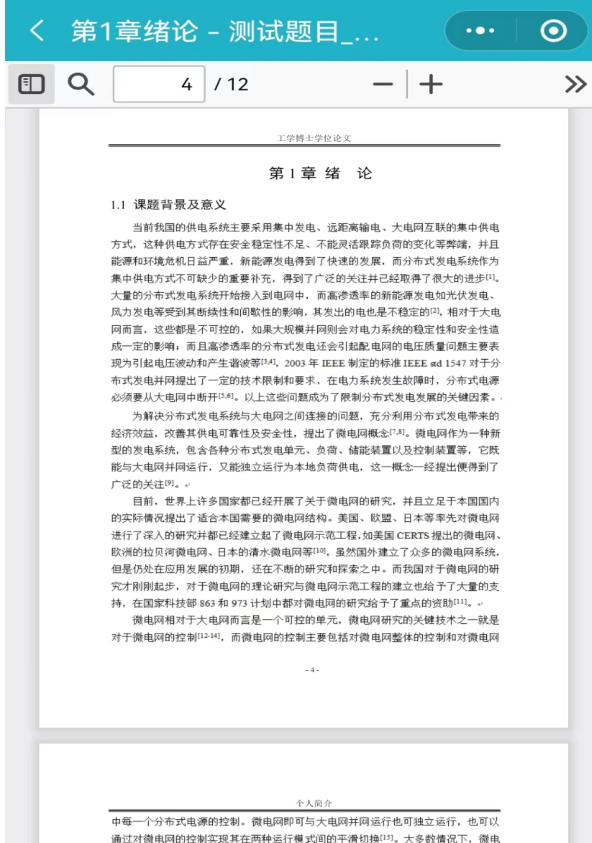 第1章绪论 - 测试题目_...
4 / 12
工学博士学位论文
第 1 章 绪 论
1.1 课题背景及意义
当前我国的供电系统主要采用集中发电、远距离输电、大电网互联的集中供电
方式，这种供电方式存在安全稳定性不足、不能灵活跟踪负荷的变化等弊端，并且
能源和环境危机日益严重，新能源发电得到了快速的发展，而分布式发电系统作为
集中供电方式不可缺少的重要补充，得到了广泛的关注并已经取得了很大的进步[1]。
大量的分布式发电系统开始接入到电网中，而高渗透率的新能源发电如光伏发电、
风力发电等受到其断续性和间歇性的影响，其发出的电也是不稳定的[2]，相对于大电
网而言，这些都是不可控的，如果大规模并网则会对电力系统的稳定性和安全性造
成一定的影响；而且高渗透率的分布式发电还会引起配电网的电压质量问题主要表
现为引起电压波动和产生谐波等[3,4]，2003 年 IEEE 制定的标准 IEEE std 1547 对于分
布式发电并网提出了一定的技术限制和要求，在电力系统发生故障时，分布式电源
必须要从大电网中断开[5,6]。以上这些问题成为了限制分布式发电发展的关键因素。
为解决分布式发电系统与大电网之间连接的问题，充分利用分布式发电带来的
经济效益，改善其供电可靠性及安全性，提出了微电网概念[7,8]。微电网作为一种新
型的发电系统，包含各种分布式发电单元、负荷、储能装置以及控制装置等，它既
能与大电网并网运行，又能独立运行为本地负荷供电，这一概念一经提出便得到了
广泛的关注[9]。
目前，世界上许多国家都已经开展了关于微电网的研究，并且立足于本国国内
的实际情况提出了适合本国需要的微电网结构。美国、欧盟、日本等率先对微电网
进行了深入的研究并都已经建立起了微电网示范工程,如美国 CERTS 提出的微电网、
欧洲的拉贝河微电网、日本的清水微电网等[10]，虽然国外建立了众多的微电网系统，
但是仍处在应用发展的初期，还在不断的研究和探索之中。而我国对于微电网的研
究才刚刚起步，对于微电网的理论研究与微电网示范工程的建立也给予了大量的支
持，在国家科技部 863 和 973 计划中都对微电网的研究给予了重点的资助[11]。
微电网相对于大电网而言是一个可控的单元，微电网研究的关键技术之一就是
对于微电网的控制[12-14]，而微电网的控制主要包括对微电网整体的控制和对微电网
- 4 -
个人简介
中每一个分布式电源的控制。微电网即可与大电网并网运行也可独立运行，也可以
通过对微电网的控制实现其在两种运行模式间的平滑切换[15]。大多数情况下，微电